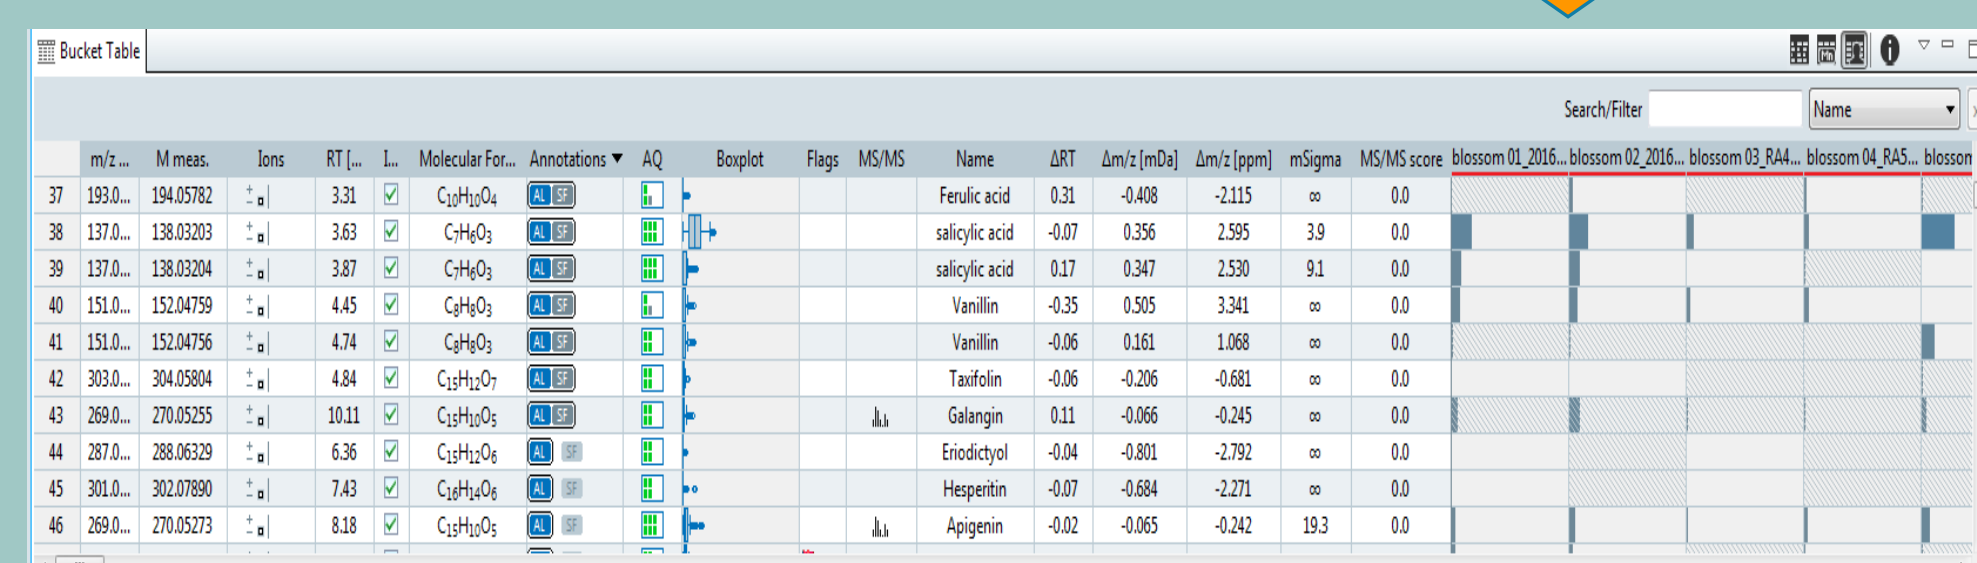 Bucket Table
Search/Filter Name
m/z ... M meas. Ions RT [... I... Molecular For... Annotations AQ Boxplot Flags MS/MS Name ΔRT Δm/z [mDa] Δm/z [ppm] mSigma MS/MS score blossom 01_2016... blossom 02_2016... blossom 03_RA4... blossom 04_RA5... blossom
37 193.0... 194.05782 3.31 C₁₀H₁₀O₄ AL SF Ferulic acid 0.31 -0.408 -2.115 ∞ 0.0
38 137.0... 138.03203 3.63 C₇H₆O₃ AL SF salicylic acid -0.07 0.356 2.595 3.9 0.0
39 137.0... 138.03204 3.87 C₇H₆O₃ AL SF salicylic acid 0.17 0.347 2.530 9.1 0.0
40 151.0... 152.04759 4.45 C₈H₈O₃ AL SF Vanillin -0.35 0.505 3.341 ∞ 0.0
41 151.0... 152.04756 4.74 C₈H₈O₃ AL SF Vanillin -0.06 0.161 1.068 ∞ 0.0
42 303.0... 304.05804 4.84 C₁₅H₁₂O₇ AL SF Taxifolin -0.06 -0.206 -0.681 ∞ 0.0
43 269.0... 270.05255 10.11 C₁₅H₁₀O₅ AL SF Galangin 0.11 -0.066 -0.245 ∞ 0.0
44 287.0... 288.06329 6.36 C₁₅H₁₂O₆ AL SF Eriodictyol -0.04 -0.801 -2.792 ∞ 0.0
45 301.0... 302.07890 7.43 C₁₆H₁₄O₆ AL SF Hesperitin -0.07 -0.684 -2.271 ∞ 0.0
46 269.0... 270.05273 8.18 C₁₅H₁₀O₅ AL SF Apigenin -0.02 -0.065 -0.242 19.3 0.0